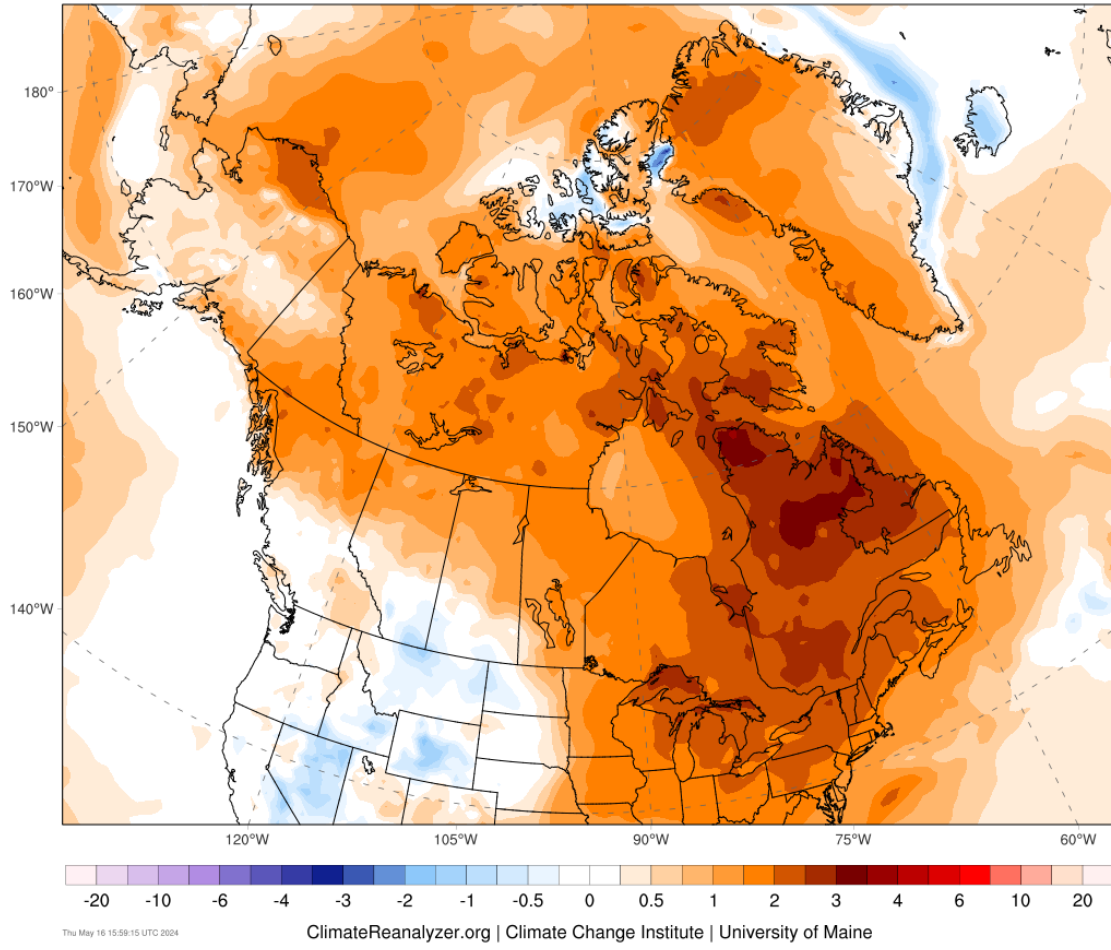 180°
170°W
160°W
150°W
140°W
120°W 105°W 90°W 75°W 60°W
-20 -10 -6 -4 -3 -2 -1 -0.5 0 0.5 1 2 3 4 6 10 20
Thu May 16 15:59:15 UTC 2024
ClimateReanalyzer.org | Climate Change Institute | University of Maine